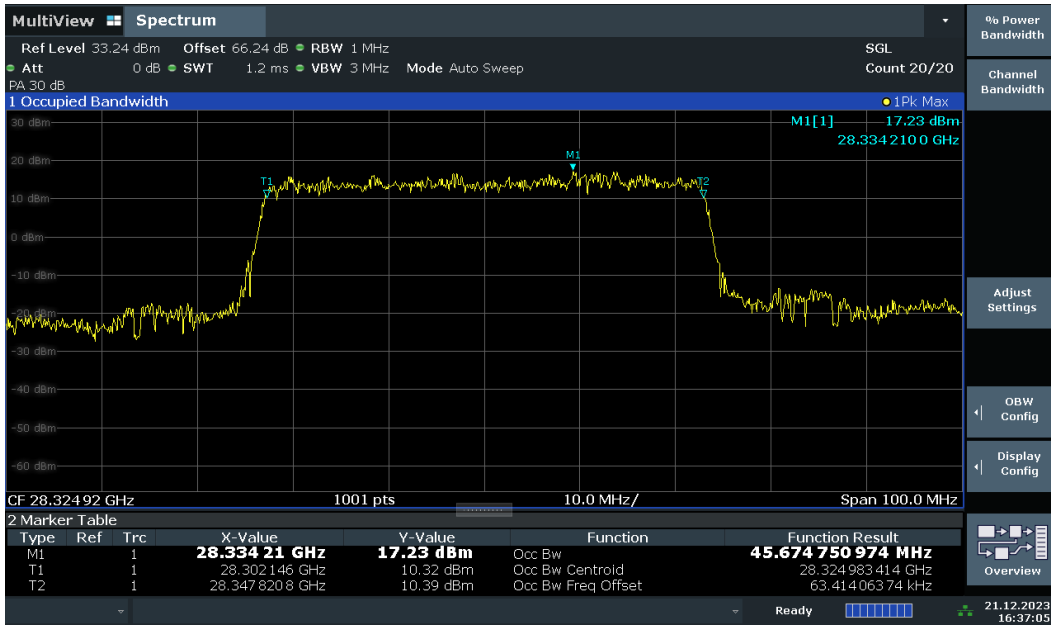 MultiView Spectrum
Ref Level 33.24 dBm Offset 66.24 dB RBW 1 MHz SGL
Att 0 dB SWT 1.2 ms VBW 3 MHz Mode Auto Sweep Count 20/20
PA 30 dB
1 Occupied Bandwidth 1Pk Max
30 dBm
M1[1] 17.23 dBm
28.334 210 0 GHz
20 dBm
M1
T1
T2
10 dBm
0 dBm
-10 dBm
-20 dBm
-30 dBm
-40 dBm
-50 dBm
-60 dBm
CF 28.324 92 GHz 1001 pts 10.0 MHz/ Span 100.0 MHz
2 Marker Table
Type Ref Trc X-Value Y-Value Function Function Result
M1 1 28.334 21 GHz 17.23 dBm Occ Bw 45.674 750 974 MHz
T1 1 28.302 146 GHz 10.32 dBm Occ Bw Centroid 28.324 983 414 GHz
T2 1 28.347 820 8 GHz 10.39 dBm Occ Bw Freq Offset 63.414 063 74 kHz
Ready
21.12.2023
16:37:05
% Power
Bandwidth
Channel
Bandwidth
Adjust
Settings
OBW
Config
Display
Config
Overview